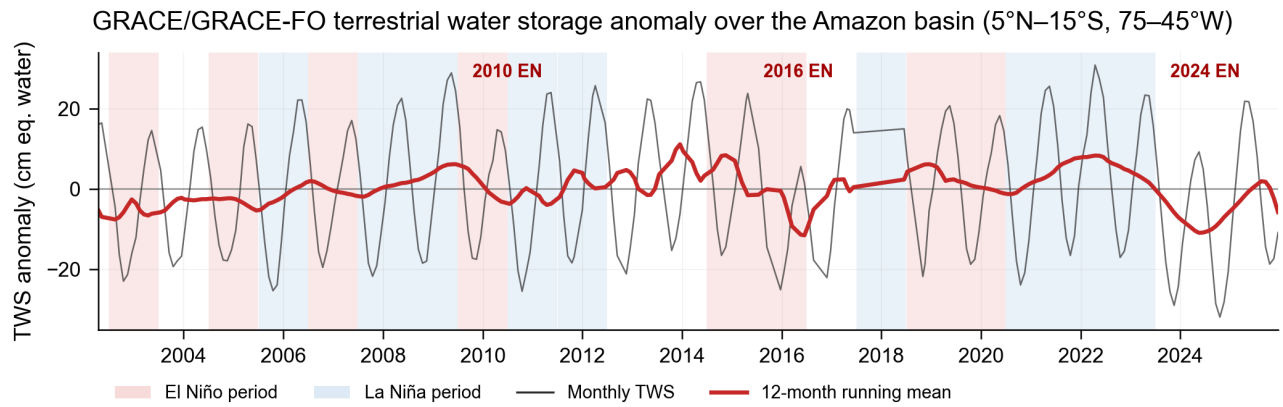 GRACE/GRACE-FO terrestrial water storage anomaly over the Amazon basin (5°N–15°S, 75–45°W)
TWS anomaly (cm eq. water)
20
0
−20
2010 EN
2016 EN
2024 EN
2004 2006 2008 2010 2012 2014 2016 2018 2020 2022 2024
El Niño period La Niña period Monthly TWS 12-month running mean